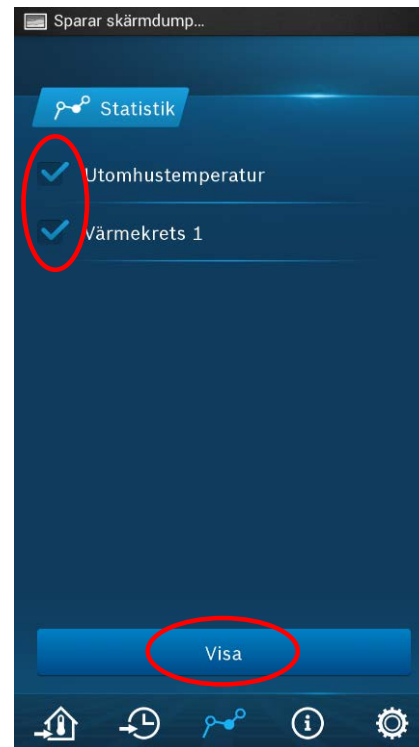 Sparar skärmdump...
Statistik
Utomhustemperatur
Värmekrets 1
Visa